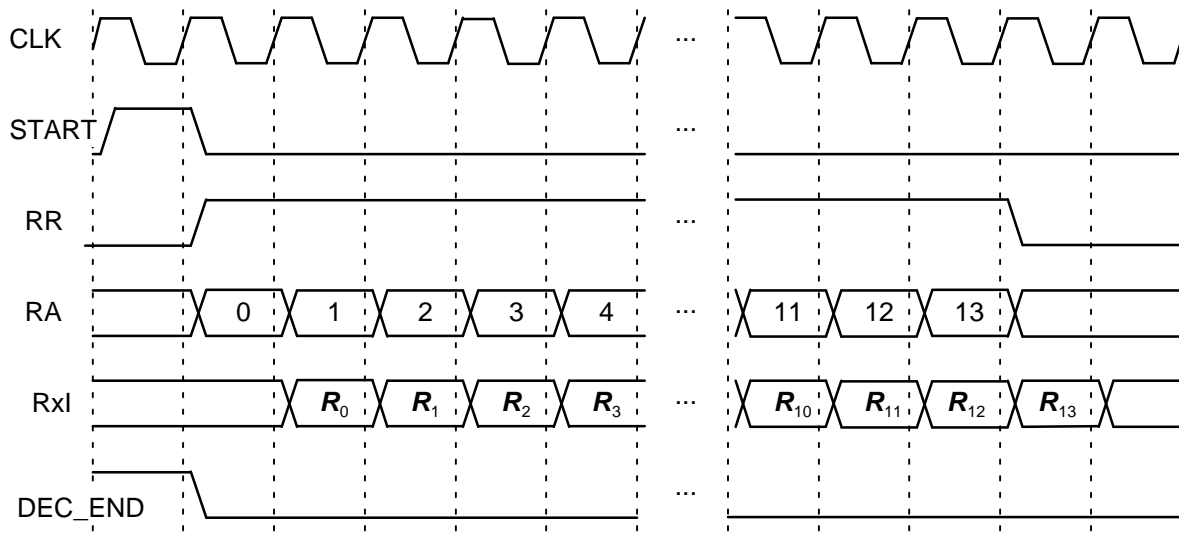 CLK ...
START ...
RR ...
RA 0 1 2 3 4 ... 11 12 13
RxI R0 R1 R2 R3 ... R10 R11 R12 R13
DEC_END ...